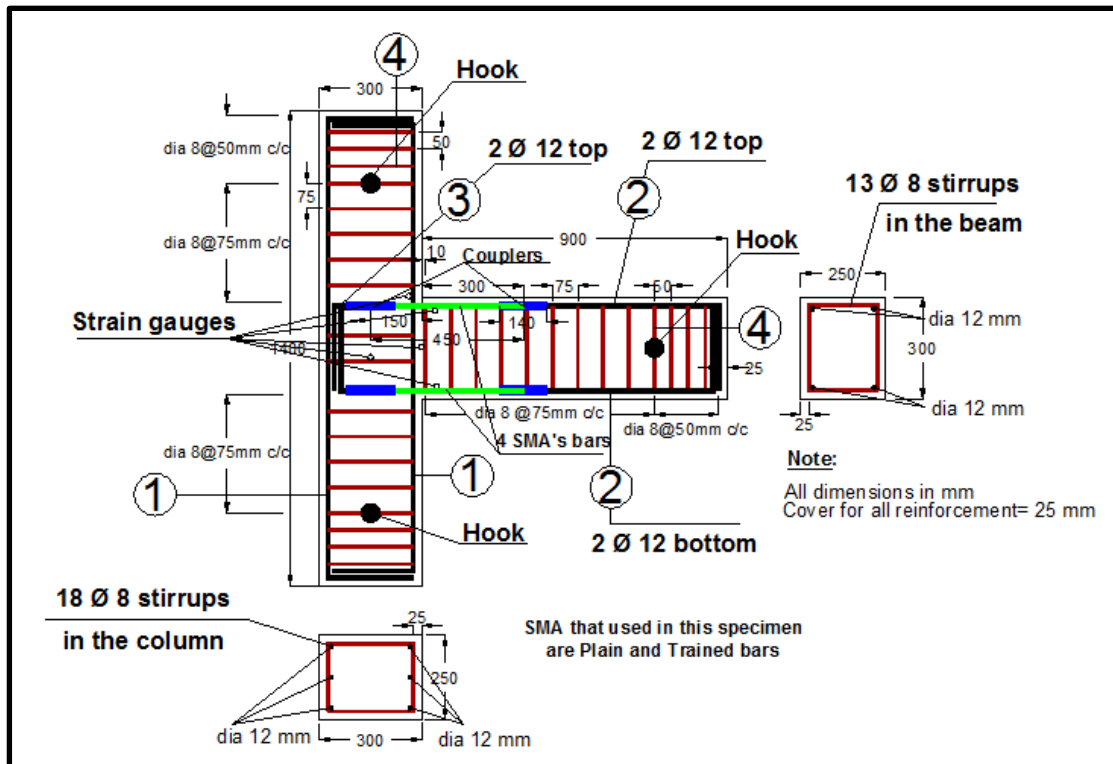 4
Hook
300
dia 8@50mm c/c
50
2 Ø 12 top
2 Ø 12 top
13 Ø 8 stirrups
in the beam
75
3
2
dia 8@75mm c/c
900
Hook
10
Couplers
300
75
50
250
Strain gauges
150
140
450
4
dia 12 mm
300
1400
25
dia 12 mm
dia 8 @75mm c/c
dia 8@50mm c/c
25
4 SMA's bars
dia 8@75mm c/c
Note:
1
1
2
All dimensions in mm
Cover for all reinforcement= 25 mm
Hook
2 Ø 12 bottom
18 Ø 8 stirrups
in the column
25
SMA that used in this specimen
are Plain and Trained bars
250
dia 12 mm
300
dia 12 mm